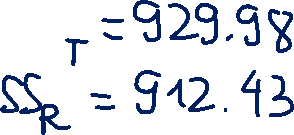 T = 929.98
SSR = 912.43